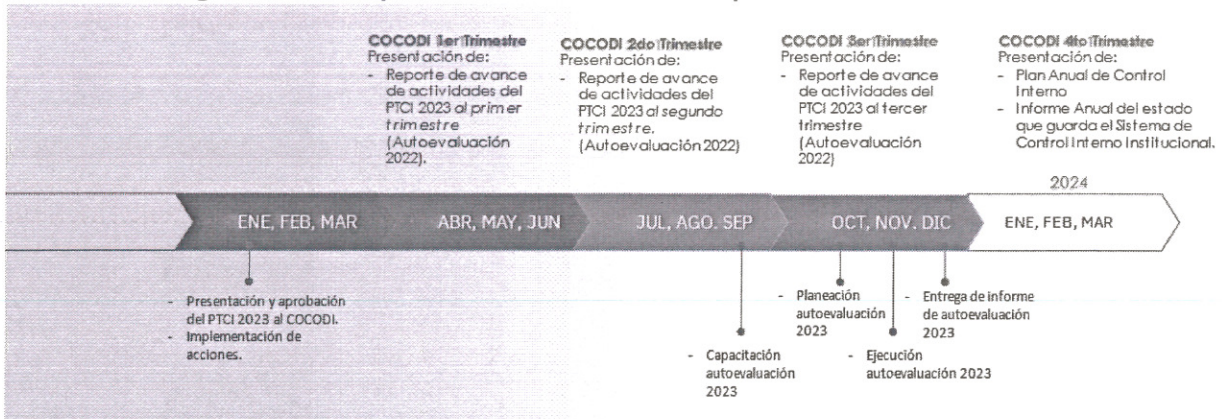 COCODI 1er Trimestre
Presentación de:
- Reporte de avance
de actividades del
PTCI 2023 al primer
trimestre
(Autoevaluación
2022).
COCODI 2do Trimestre
Presentación de:
- Reporte de avance
de actividades del
PTCI 2023 al segundo
trimestre.
(Autoevaluación 2022)
COCODI 3er Trimestre
Presentación de:
- Reporte de avance
de actividades del
PTCI 2023 al tercer
trimestre
(Autoevaluación
2022)
COCODI 4to Trimestre
Presentación de:
- Plan Anual de Control
Interno
- Informe Anual del estado
que guarda el Sistema de
Control Interno Institucional.
2024
ENE, FEB, MAR
ABR, MAY, JUN
JUL, AGO. SEP
OCT, NOV. DIC
ENE, FEB, MAR
- Presentación y aprobación
del PTCI 2023 al COCODI.
- Implementación de
acciones.
- Capacitación
autoevaluación
2023
- Planeación
autoevaluación
2023
- Ejecución
autoevaluación 2023
- Entrega de informe
de autoevaluación
2023